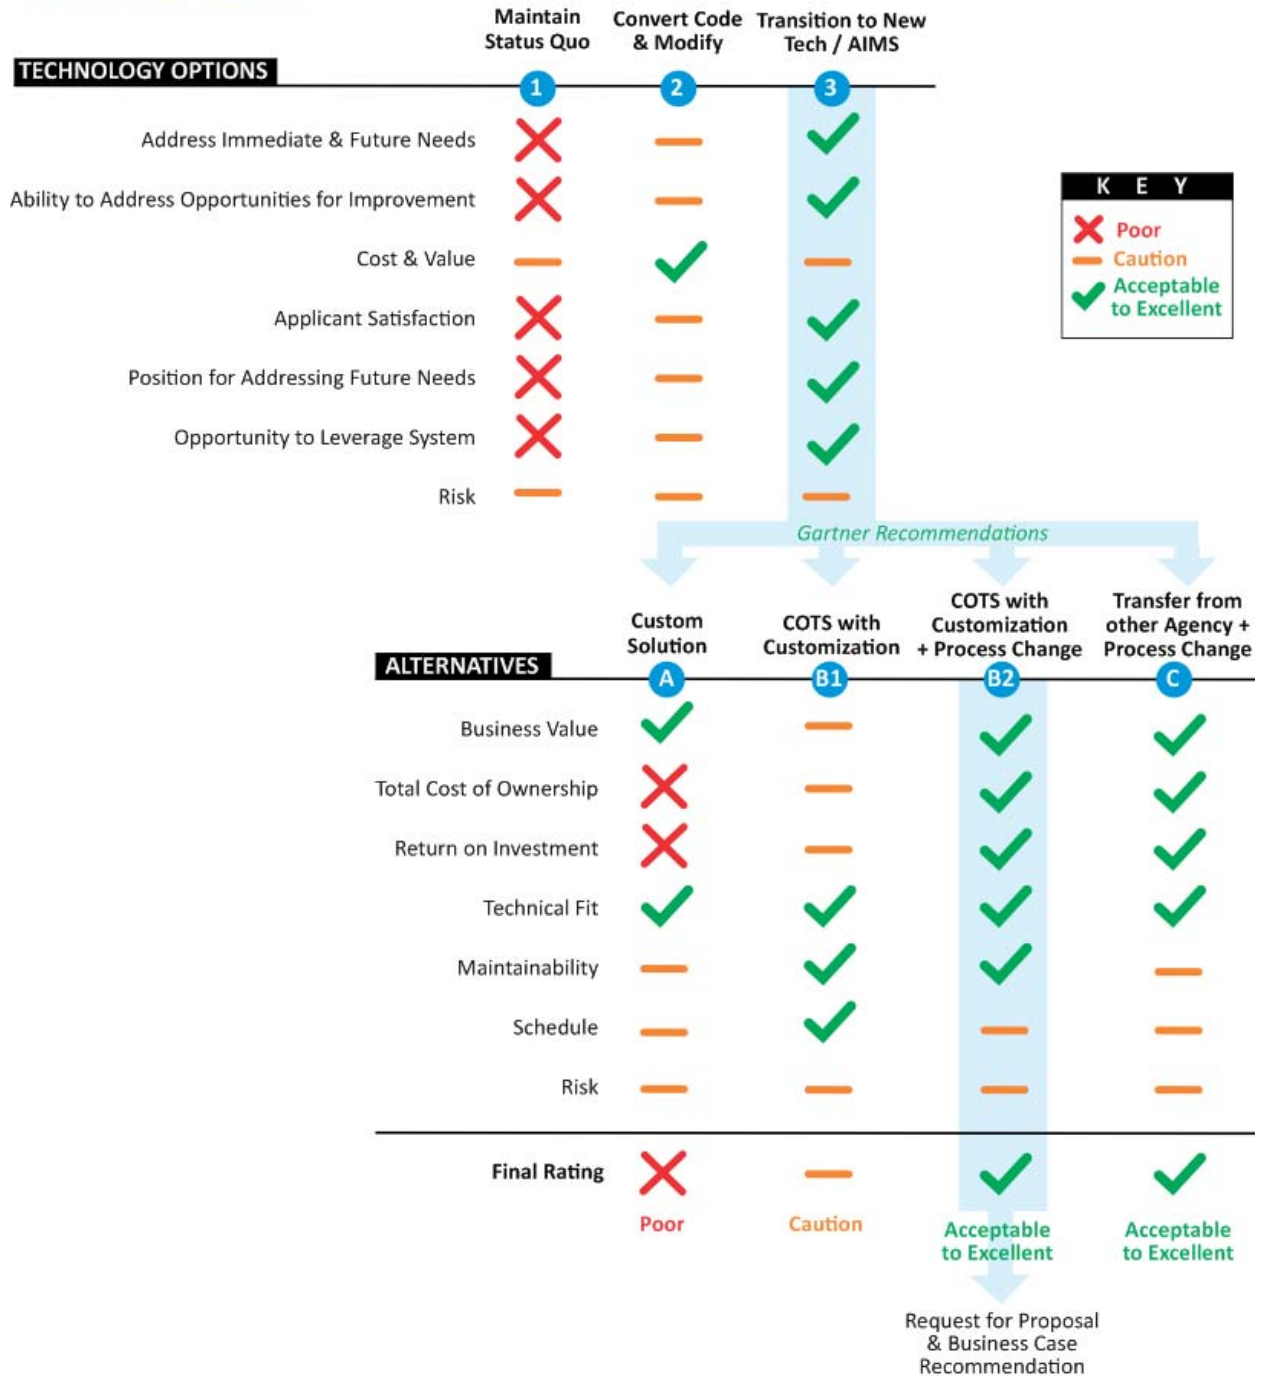 Maintain
Status Quo
Convert Code
& Modify
Transition to New
Tech / AIMS
TECHNOLOGY OPTIONS
1
2
3
Address Immediate & Future Needs
Ability to Address Opportunities for Improvement
Cost & Value
Applicant Satisfaction
Position for Addressing Future Needs
Opportunity to Leverage System
Risk
KEY
Poor
Caution
Acceptable
to Excellent
Gartner Recommendations
Custom
Solution
COTS with
Customization
COTS with
Customization
+ Process Change
Transfer from
other Agency +
Process Change
ALTERNATIVES
A
B1
B2
C
Business Value
Total Cost of Ownership
Return on Investment
Technical Fit
Maintainability
Schedule
Risk
Final Rating
Poor
Caution
Acceptable
to Excellent
Acceptable
to Excellent
Request for Proposal
& Business Case
Recommendation